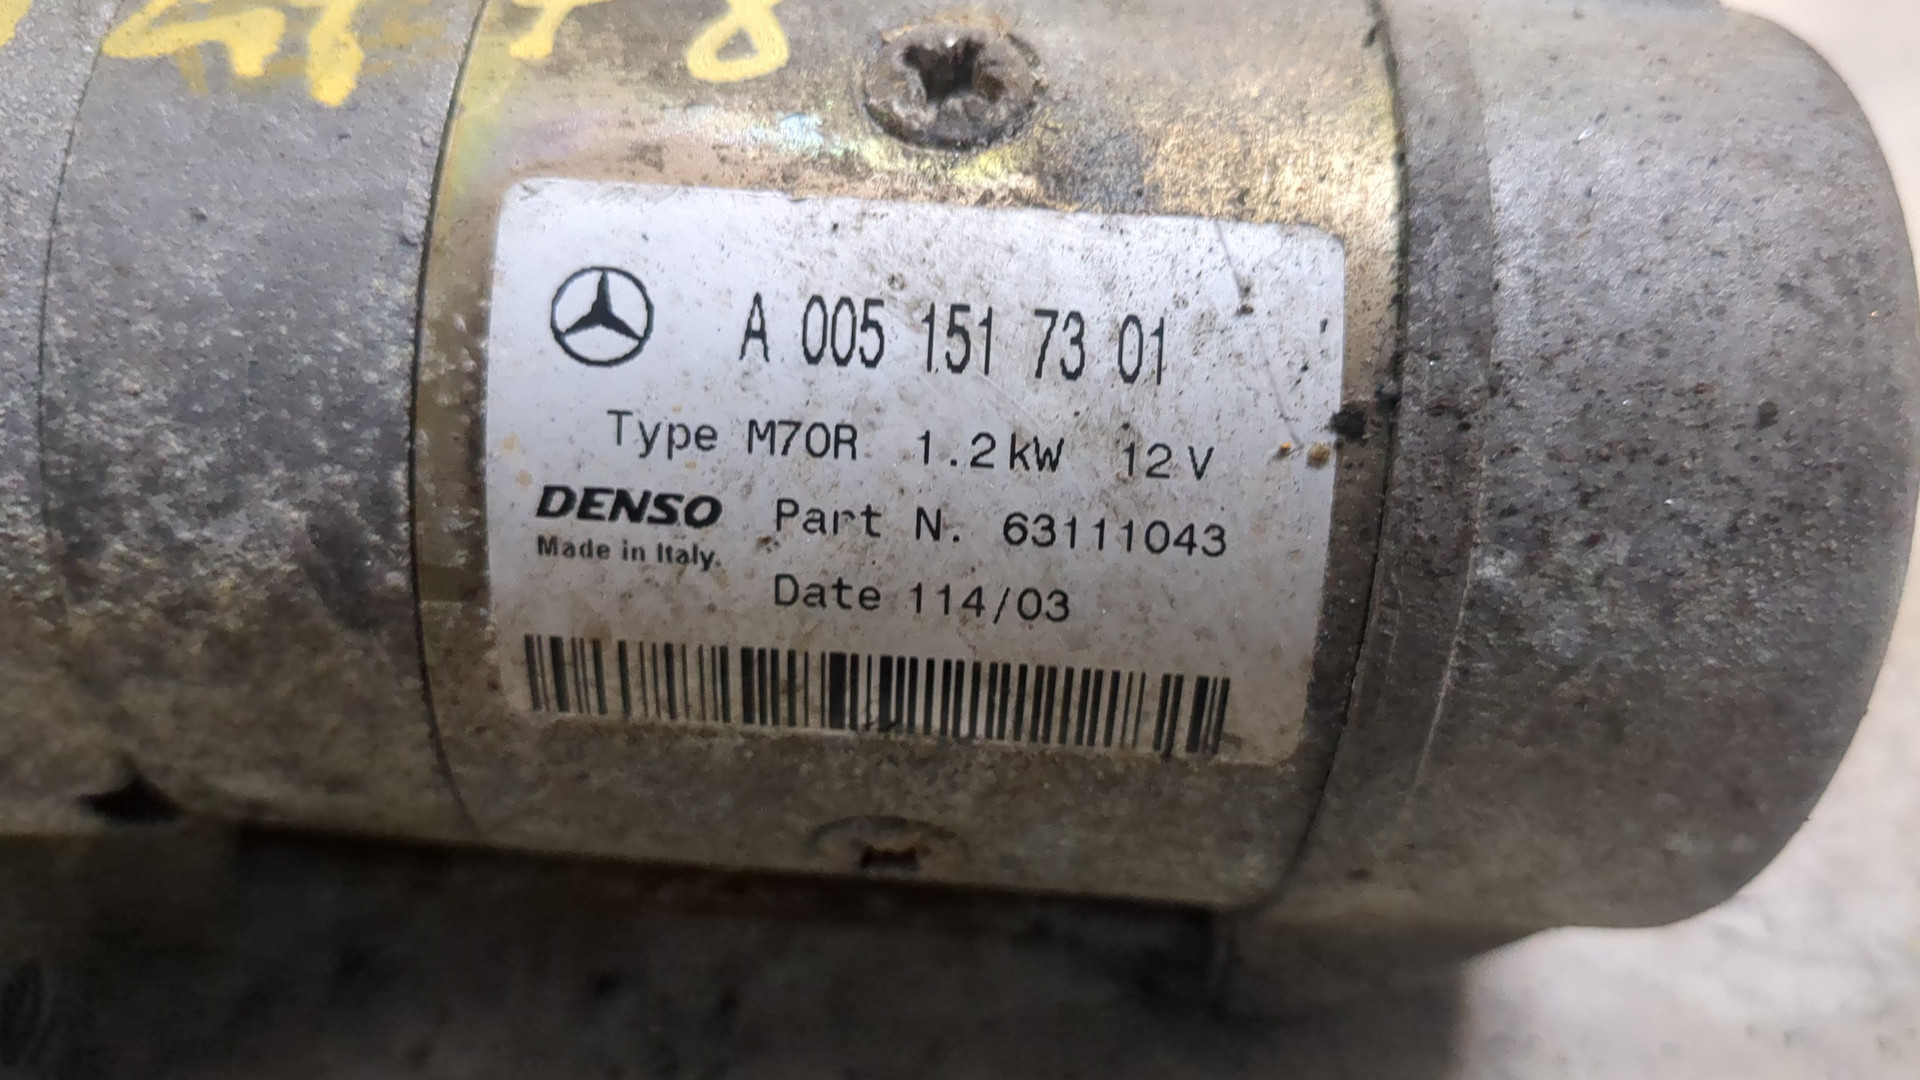 A 005 151 73 01
Type M70R 1.2kW 12V
DENSO Part N. 63111043
Made in Italy.
Date 114/03